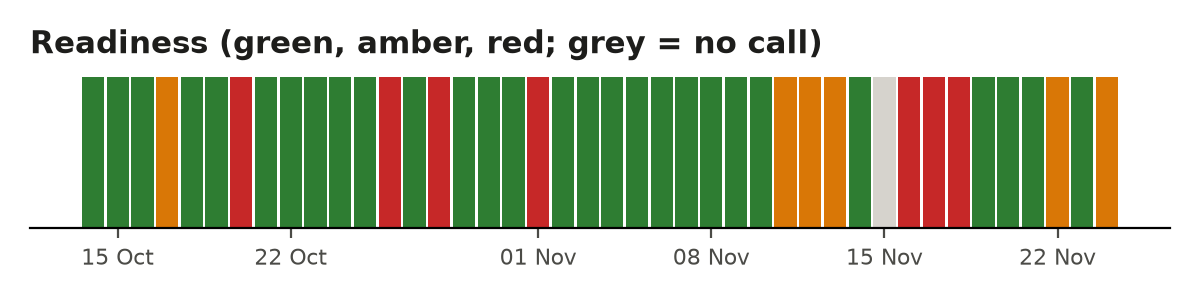 Readiness (green, amber, red; grey = no call)
15 Oct 22 Oct 01 Nov 08 Nov 15 Nov 22 Nov